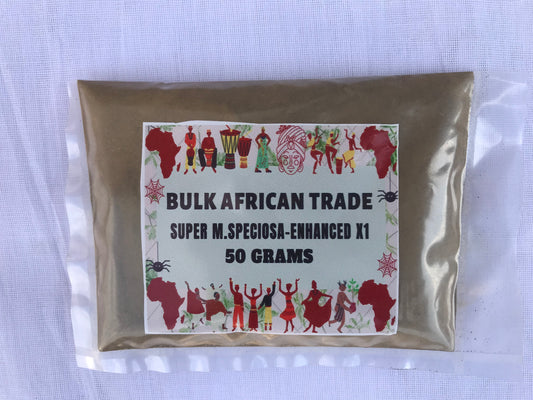 BULK AFRICAN TRADE
SUPER M.SPECIOSA-ENHANCED X1
50 GRAMS